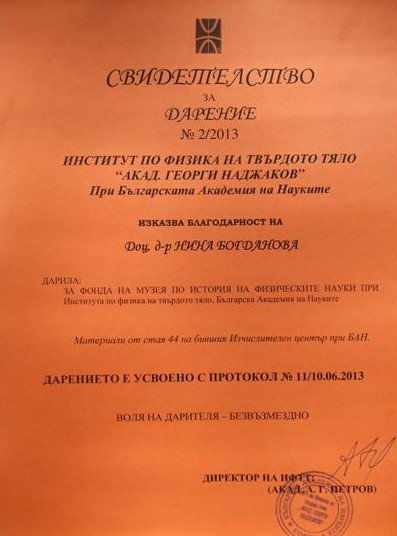 СВИДЕТЕЛСТВО
ЗА
ДАРЕНИЕ
№ 2/2013
ИНСТИТУТ ПО ФИЗИКА НА ТВЪРДОТО ТЯЛО
“АКАД. ГЕОРГИ НАДЖАКОВ”
При Българската Академия на Науките
ИЗКАЗВА БЛАГОДАРНОСТ НА
Доц. д-р НИНА БОГДАНОВА
ДАРИЛА:
ЗА ФОНДА НА МУЗЕЯ ПО ИСТОРИЯ НА ФИЗИЧЕСКИТЕ НАУКИ ПРИ
Института по физика на твърдото тяло, Българска Академия на Науките
Материали от стая 44 на бившия Изчислителен център при БАН.
ДАРЕНИЕТО Е УСВОЕНО С ПРОТОКОЛ № 11/10.06.2013
ВОЛЯ НА ДАРИТЕЛЯ – БЕЗВЪЗМЕЗДНО
ДИРЕКТОР НА ИФТТ:
(АКАД. А. Г. ПЕТРОВ)